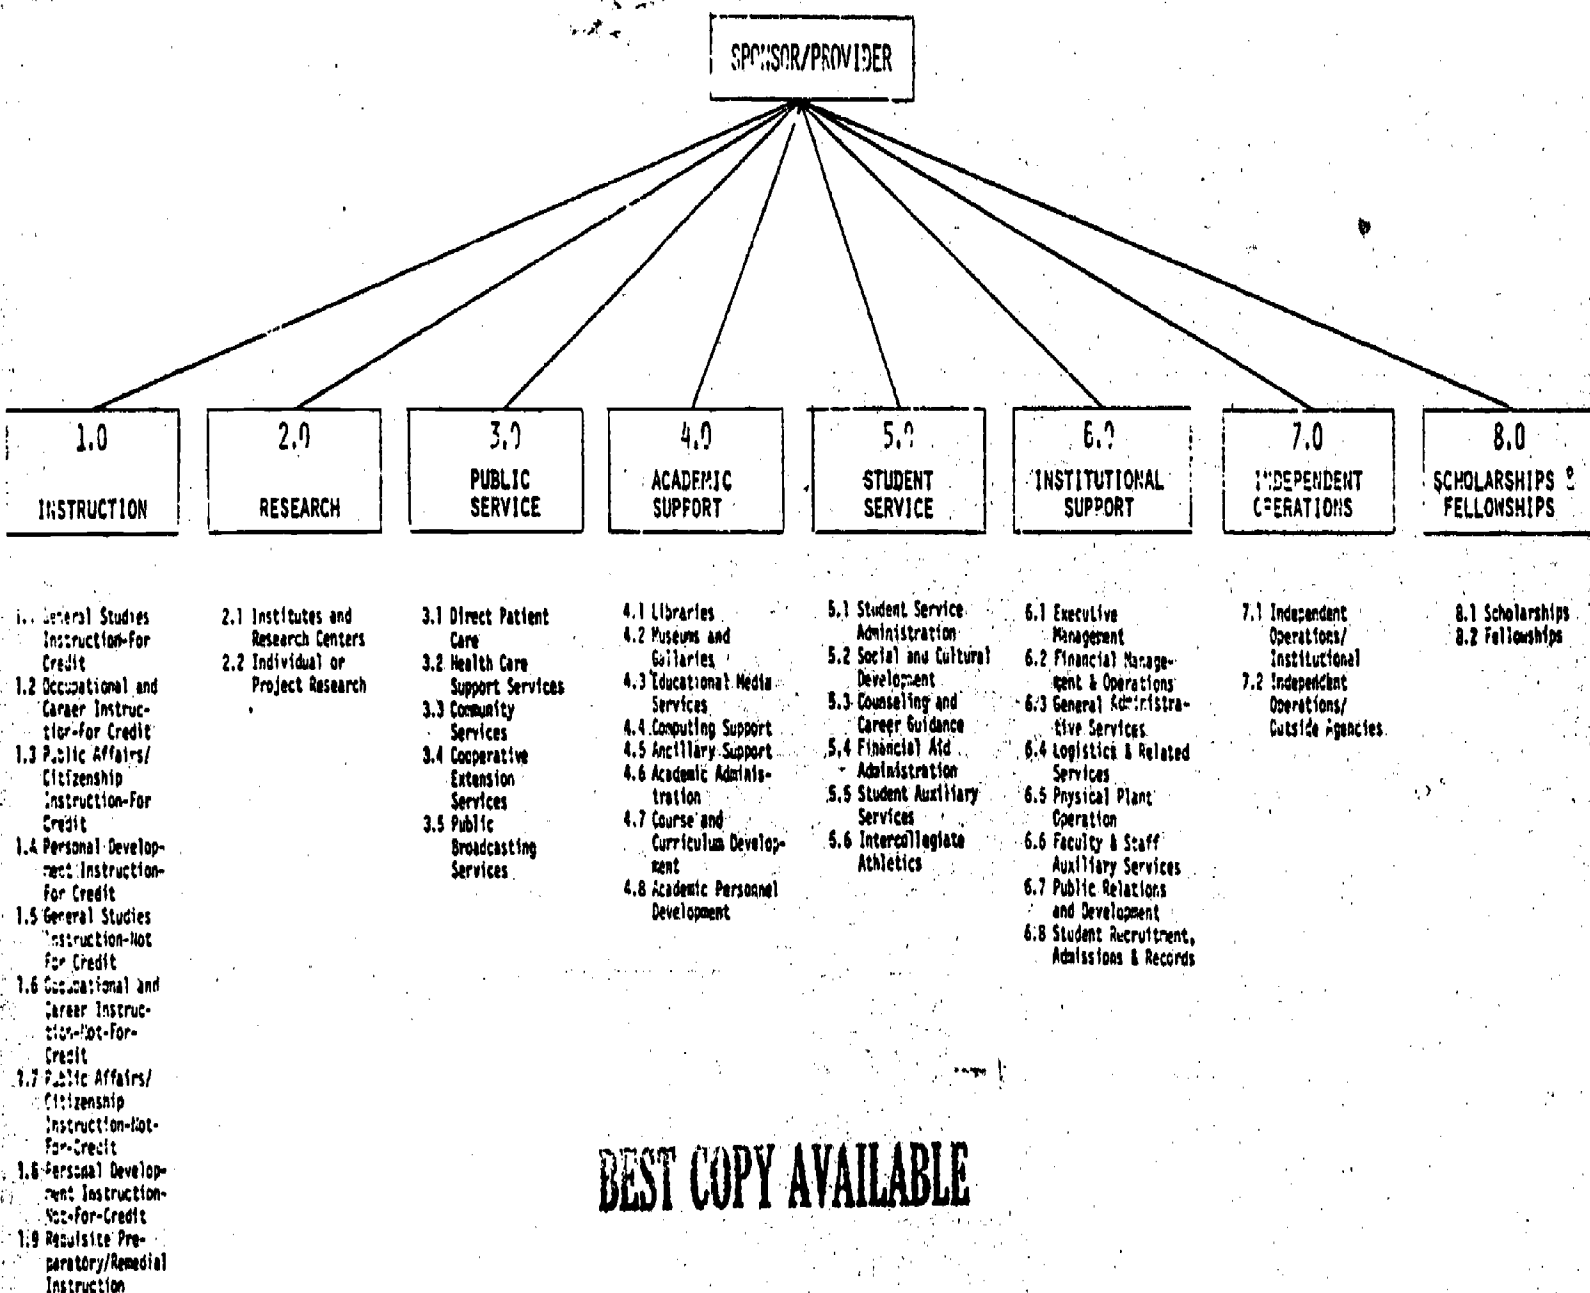 SPONSOR/PROVIDER
1.0
INSTRUCTION
2.0
RESEARCH
3.0
PUBLIC
SERVICE
4.0
ACADEMIC
SUPPORT
5.0
STUDENT
SERVICE
6.0
INSTITUTIONAL
SUPPORT
7.0
INDEPENDENT
OPERATIONS
8.0
SCHOLARSHIPS &
FELLOWSHIPS
1.1 General Studies
Instruction-For
Credit
1.2 Occupational and
Career Instruc-
tion-For Credit
1.3 Public Affairs/
Citizenship
Instruction-For
Credit
1.4 Personal Develop-
ment Instruction-
For Credit
1.5 General Studies
Instruction-Not
For Credit
1.6 Occupational and
Career Instruc-
tion-Not-For-
Credit
1.7 Public Affairs/
Citizenship
Instruction-Not-
For-Credit
1.8 Personal Develop-
ment Instruction-
Not-For-Credit
1.9 Requisite Pre-
paratory/Remedial
Instruction
2.1 Institutes and
Research Centers
2.2 Individual or
Project Research
3.1 Direct Patient
Care
3.2 Health Care
Support Services
3.3 Community
Services
3.4 Cooperative
Extension
Services
3.5 Public
Broadcasting
Services
4.1 Libraries
4.2 Museums and
Gallaries
4.3 Educational Media
Services
4.4 Computing Support
4.5 Ancillary Support
4.6 Academic Adminis-
tration
4.7 Course and
Curriculum Develop-
ment
4.8 Academic Personnel
Development
5.1 Student Service
Administration
5.2 Social and Cultural
Development
5.3 Counseling and
Career Guidance
5.4 Financial Aid
Administration
5.5 Student Auxiliary
Services
5.6 Intercollegiate
Athletics
6.1 Executive
Management
6.2 Financial Manage-
ment & Operations
6.3 General Administra-
tive Services
6.4 Logistics & Related
Services
6.5 Physical Plant
Operation
6.6 Faculty & Staff
Auxiliary Services
6.7 Public Relations
and Development
6.8 Student Recruitment,
Admissions & Records
7.1 Independent
Operations/
Institutional
7.2 Independent
Operations/
Outside Agencies
8.1 Scholarships
8.2 Fellowships
BEST COPY AVAILABLE